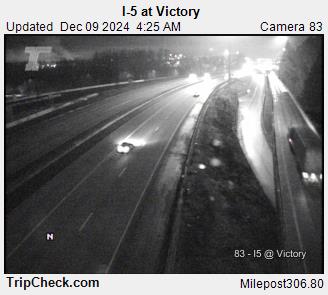 I-5 at Victory
Updated  Dec 09 2024  4:25 AM
Camera 83
T
N
83 - I5 @ Victory
TripCheck.com
Milepost306.80